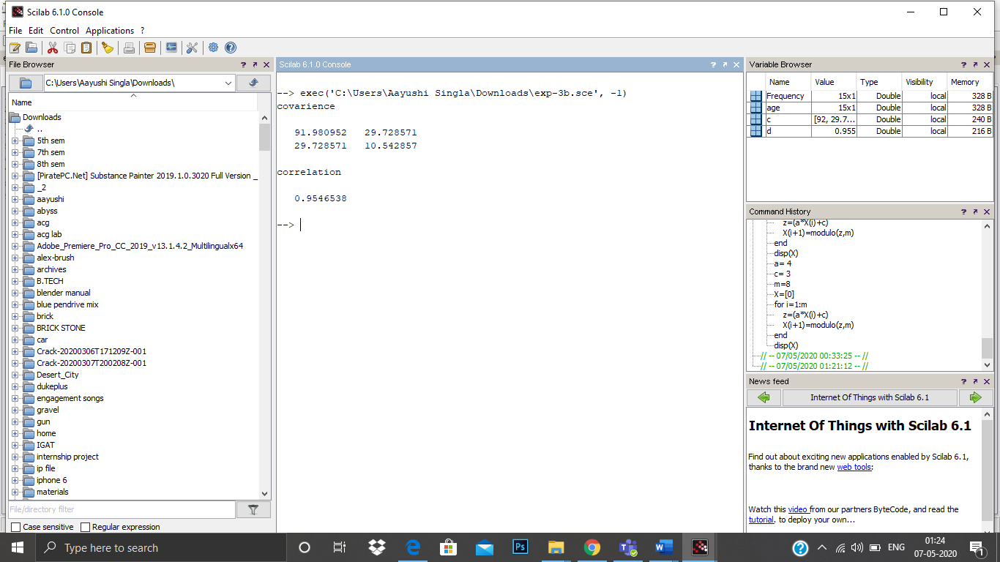 Scilab 6.1.0 Console
File Edit Control Applications ?
File Browser ? 
C:\Users\Aayushi Singla\Downloads\
Name
Downloads
..
5th sem
7th sem
8th sem
[PiratePC.Net] Substance Painter 2019.1.0.3020 Full Version _
_2
aayushi
abyss
acg
acg lab
Adobe_Premiere_Pro_CC_2019_v13.1.4.2_Multilingualx64
alex-brush
archives
B.TECH
blender manual
blue pendrive mix
brick
BRICK STONE
car
Crack-20200306T171209Z-001
Crack-20200307T200208Z-001
Desert_City
dukeplus
engagement songs
gravel
gun
home
IGAT
internship project
ip file
iphone 6
materials
File/directory filter
Case sensitive Regular expression
Scilab 6.1.0 Console ?
--> exec('C:\Users\Aayushi Singla\Downloads\exp-3b.sce', -1)
covarience
91.980952 29.728571
29.728571 10.542857
correlation
0.9546538
-->
Variable Browser ?
Name Value Type Visibility Memory
Frequency 15x1 Double local 328 B
age 15x1 Double local 328 B
c [92, 29.7... Double local 240 B
d 0.955 Double local 216 B
Command History ?
z=(a*X(i)+c)
X(i+1)=modulo(z,m)
end
disp(X)
a= 4
c= 3
m=8
X=[0]
for i=1:m
z=(a*X(i)+c)
X(i+1)=modulo(z,m)
end
disp(X)
// -- 07/05/2020 00:33:25 -- //
// -- 07/05/2020 01:21:12 -- //
News feed ?
Internet Of Things with Scilab 6.1
Internet Of Things with Scilab 6.1
Find out about exciting new applications enabled by Scilab 6.1,
thanks to the brand new web tools:
Watch this video from our partners ByteCode, and read the
tutorial. to deploy your own...
Type here to search
Ps
ENG
01:24
07-05-2020
1